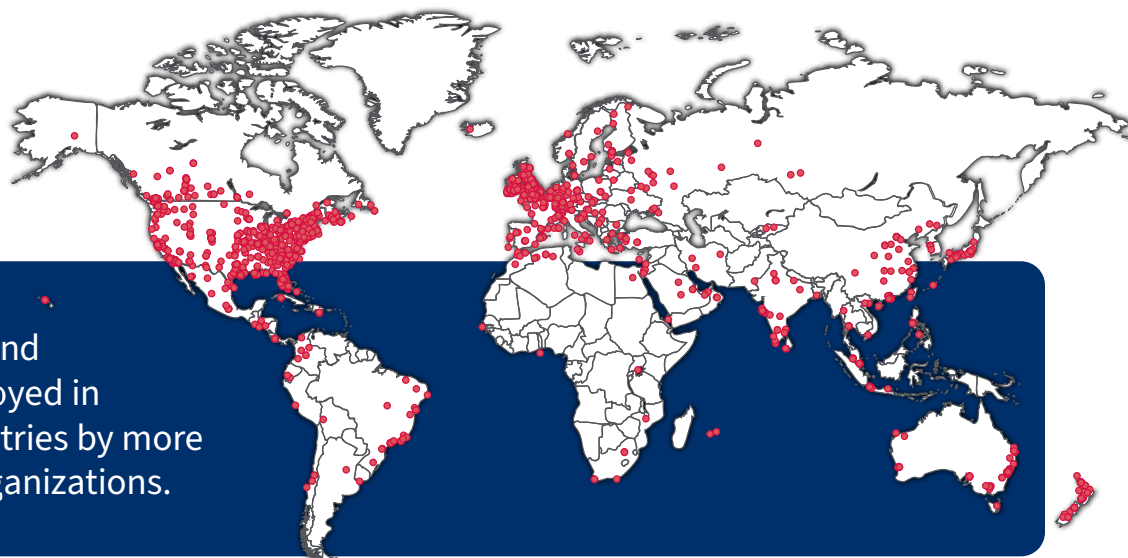 nd
oyed in
tries by more
ganizations.